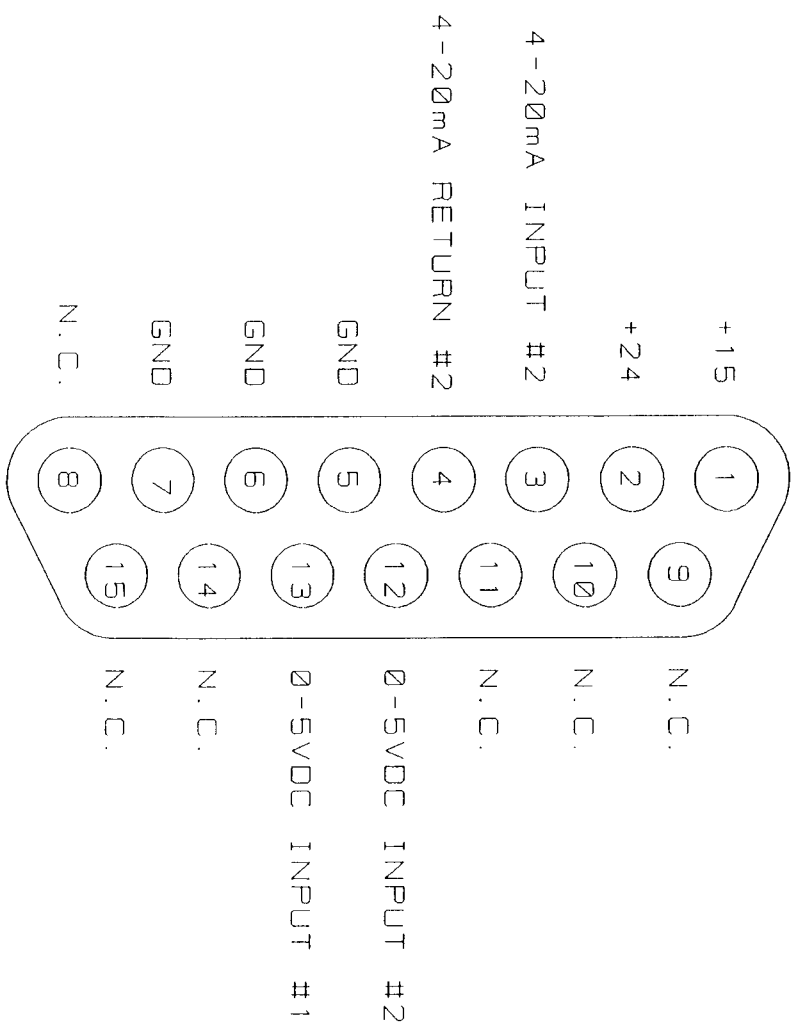 +15
+24
4-20mA INPUT #2
4-20mA RETURN #2
GND
GND
GND
N.C.
1
2
3
4
5
6
7
8
9
10
11
12
13
14
15
N.C.
N.C.
N.C.
0-5VDC INPUT #2
0-5VDC INPUT #1
N.C.
N.C.